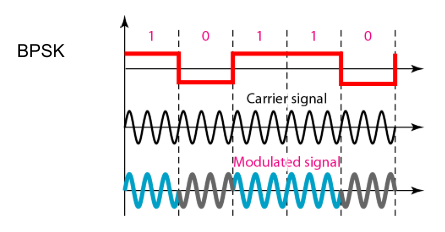 1 0 1 1 0
BPSK
Carrier signal
Modulated signal